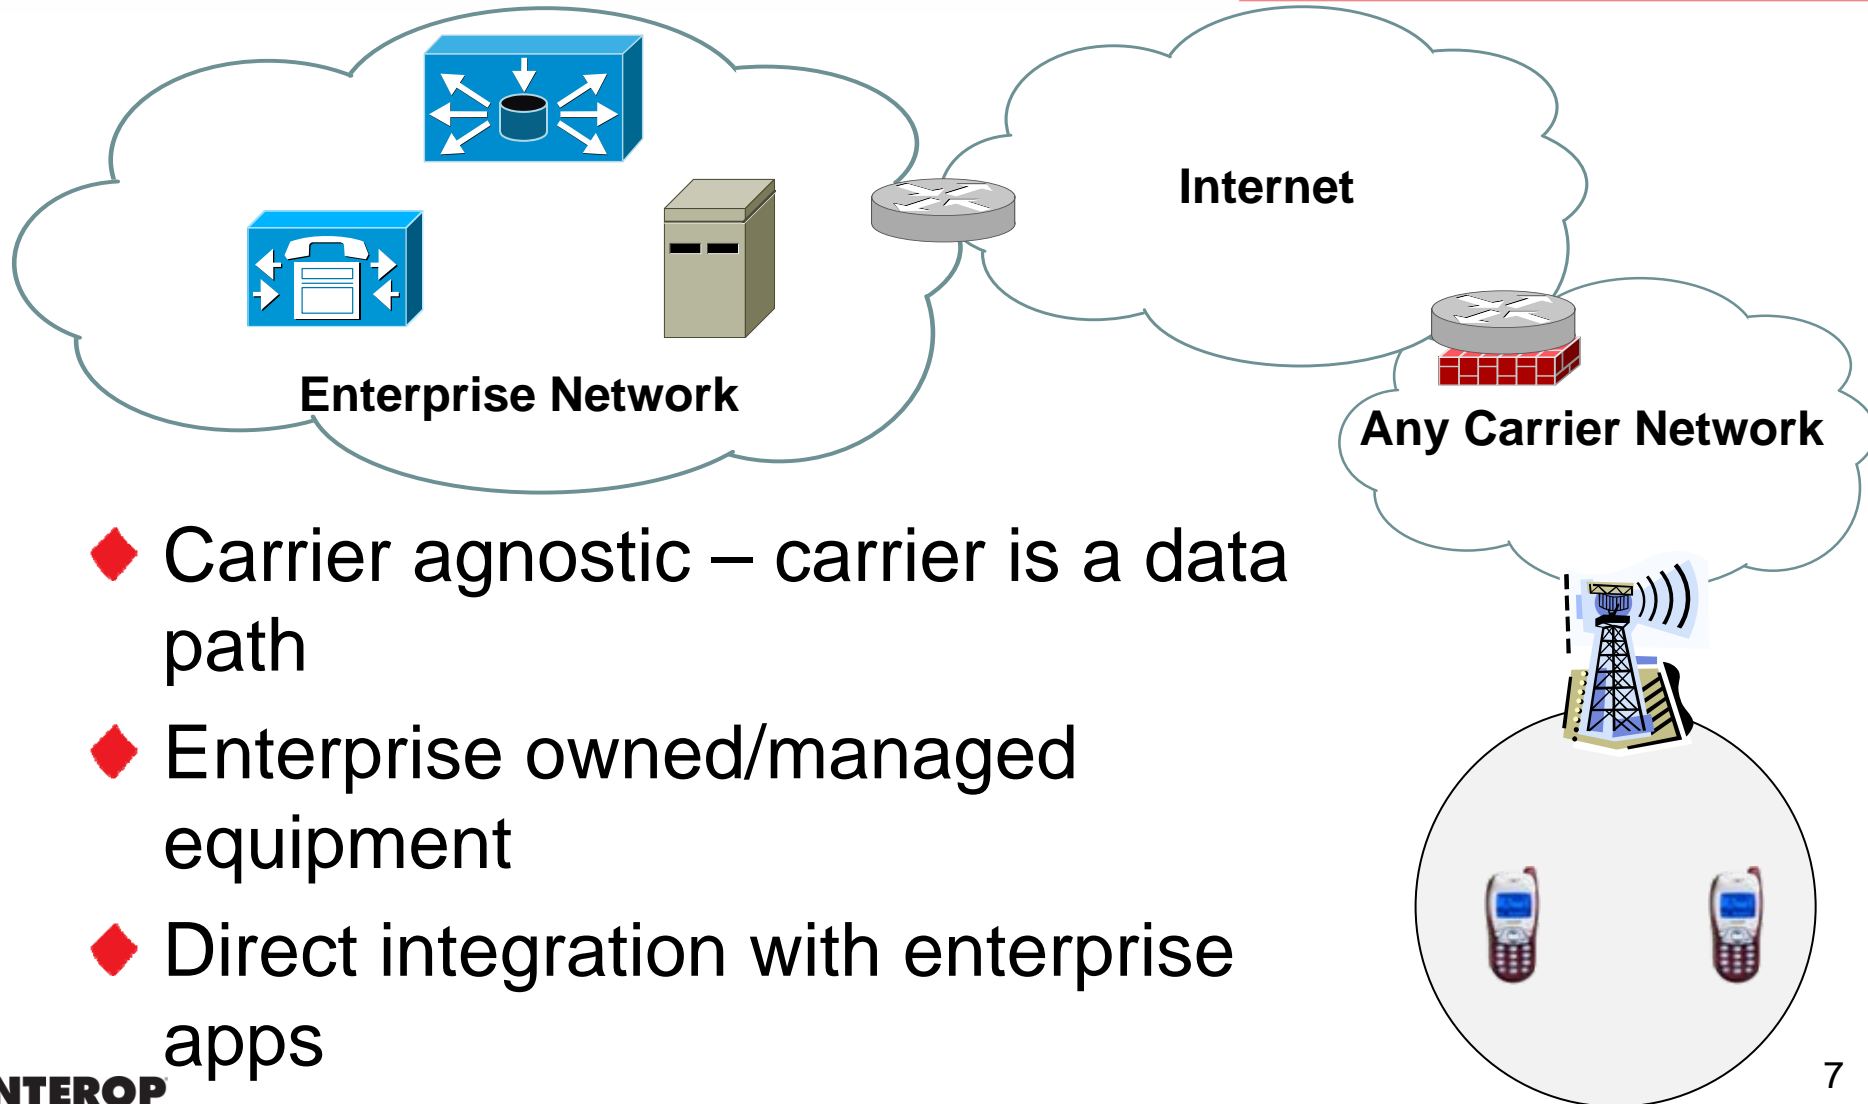 Internet
Enterprise Network
Any Carrier Network
Carrier agnostic – carrier is a data
path
Enterprise owned/managed
equipment
Direct integration with enterprise
apps
NTEROP
7